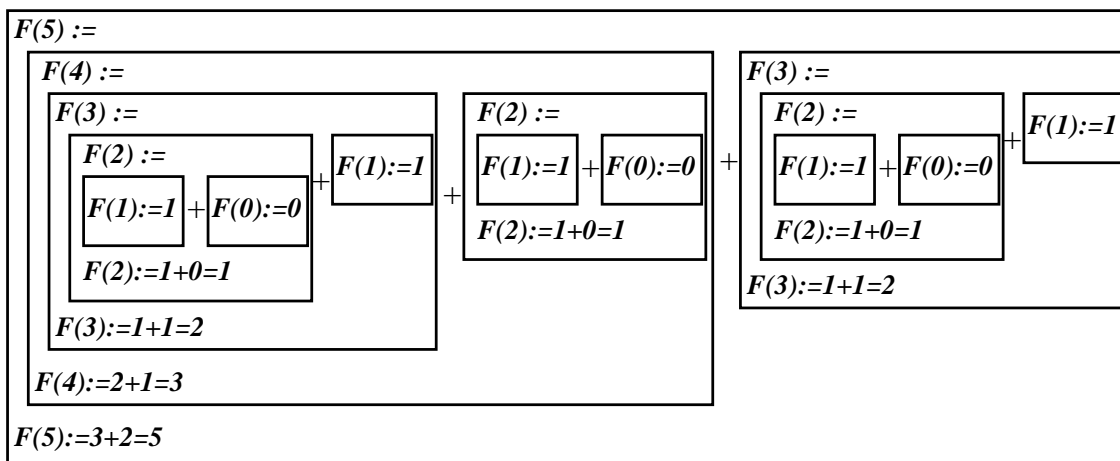 F(5) :=
F(4) :=
F(3) :=
F(3) :=
F(2) :=
F(2) :=
F(2) :=
F(1):=1 + F(0):=0
+
F(1):=1
+
F(1):=1 + F(0):=0
+
F(1):=1 + F(0):=0
+
F(1):=1
F(2):=1+0=1
F(2):=1+0=1
F(2):=1+0=1
F(3):=1+1=2
F(3):=1+1=2
F(4):=2+1=3
F(5):=3+2=5